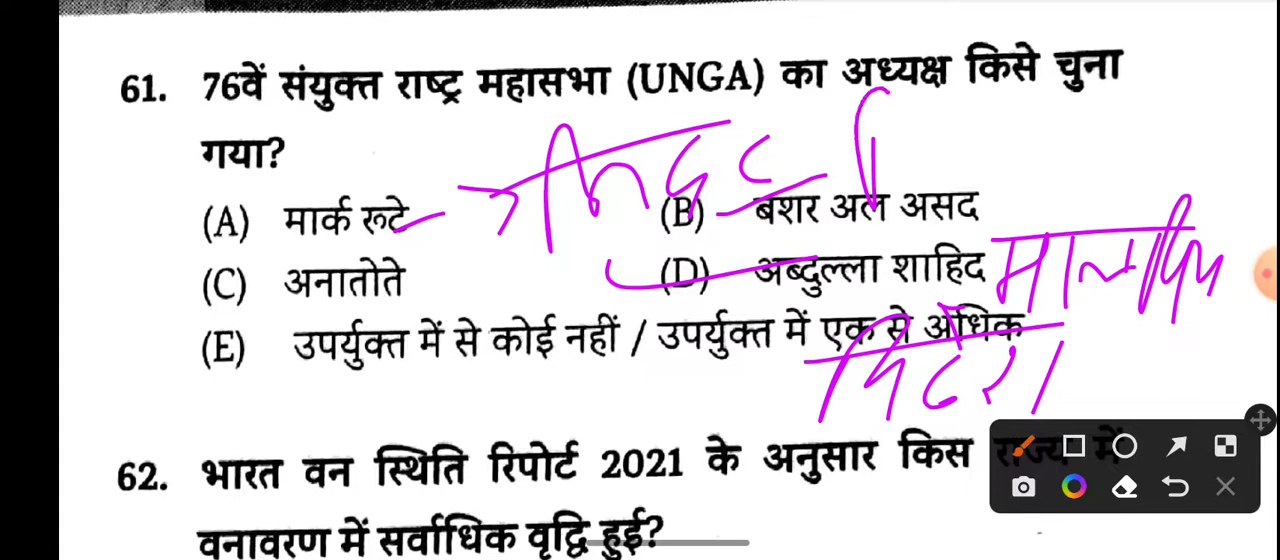 61. 76वें संयुक्त राष्ट्र महासभा (UNGA) का अध्यक्ष किसे चुना
गया?
(A) मार्क रूटे (B) बशर अल असद
(C) अनातोते (D) अब्दुल्ला शाहिद
(E) उपर्युक्त में से कोई नहीं / उपर्युक्त में एक से अधिक
62. भारत वन स्थिति रिपोर्ट 2021 के अनुसार किस राज्य में
वनावरण में सर्वाधिक वृद्धि हुई?